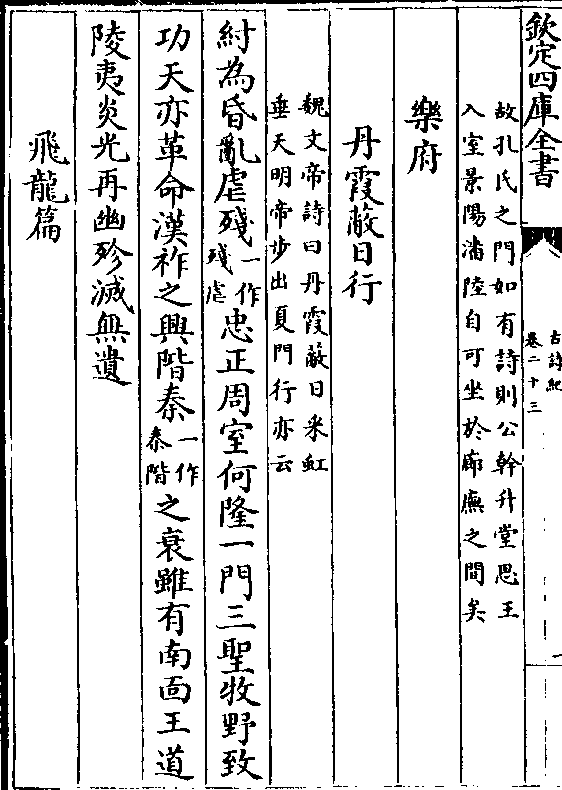 欽定四庫全書
古詩紀
卷二十三
故孔氏之門如有詩則公幹升堂思王
入室景陽潘陸自可坐於廊廡之間矣
樂府
丹霞蔽日行
魏文帝詩曰丹霞蔽日采虹
垂天明帝步出夏門行亦云
紂為昏亂虐殘一作殘虐忠正周室何隆一門三聖牧野致
功天亦革命漢祚之興階秦一作秦階之衰雖有南面王道
陵夷炎光再幽殄滅無遺
飛龍篇